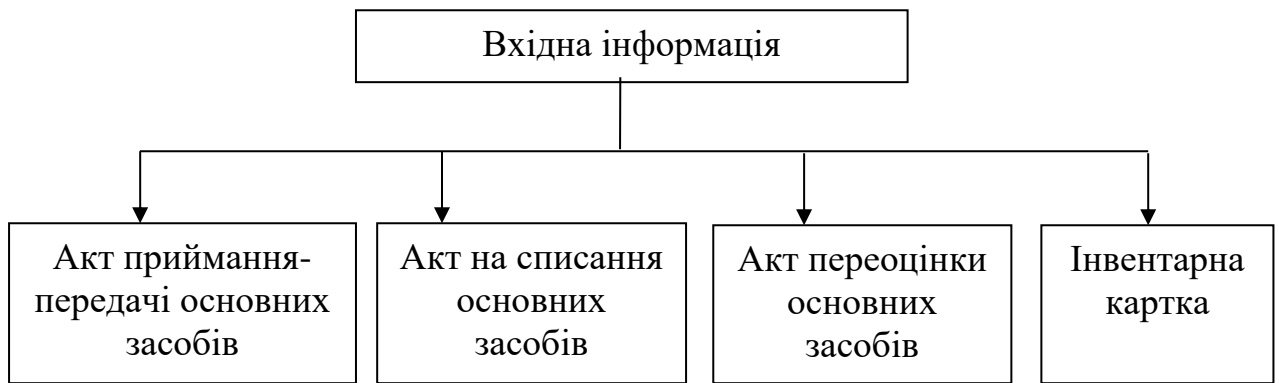 Вхідна інформація
Акт приймання-
передачі основних
засобів
Акт на списання
основних
засобів
Акт переоцінки
основних
засобів
Інвентарна
картка